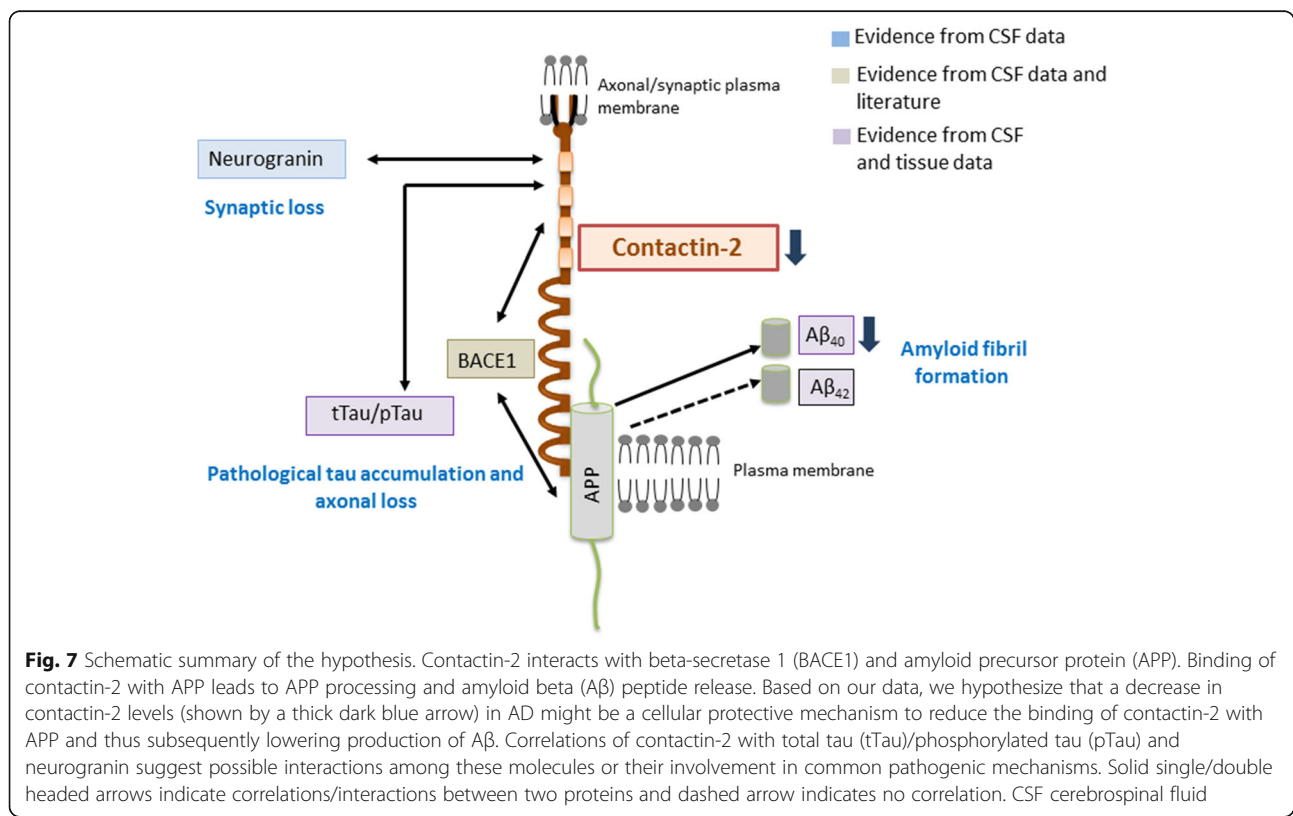 Evidence from CSF data
Evidence from CSF data and
literature
Evidence from CSF
and tissue data
Axonal/synaptic plasma
membrane
Neurogranin
Synaptic loss
Contactin-2
BACE1
Aβ40
Aβ42
Amyloid fibril
formation
tTau/pTau
Pathological tau accumulation and
axonal loss
APP
Plasma membrane
Fig. 7 Schematic summary of the hypothesis. Contactin-2 interacts with beta-secretase 1 (BACE1) and amyloid precursor protein (APP). Binding of
contactin-2 with APP leads to APP processing and amyloid beta (Aβ) peptide release. Based on our data, we hypothesize that a decrease in
contactin-2 levels (shown by a thick dark blue arrow) in AD might be a cellular protective mechanism to reduce the binding of contactin-2 with
APP and thus subsequently lowering production of Aβ. Correlations of contactin-2 with total tau (tTau)/phosphorylated tau (pTau) and
neurogranin suggest possible interactions among these molecules or their involvement in common pathogenic mechanisms. Solid single/double
headed arrows indicate correlations/interactions between two proteins and dashed arrow indicates no correlation. CSF cerebrospinal fluid